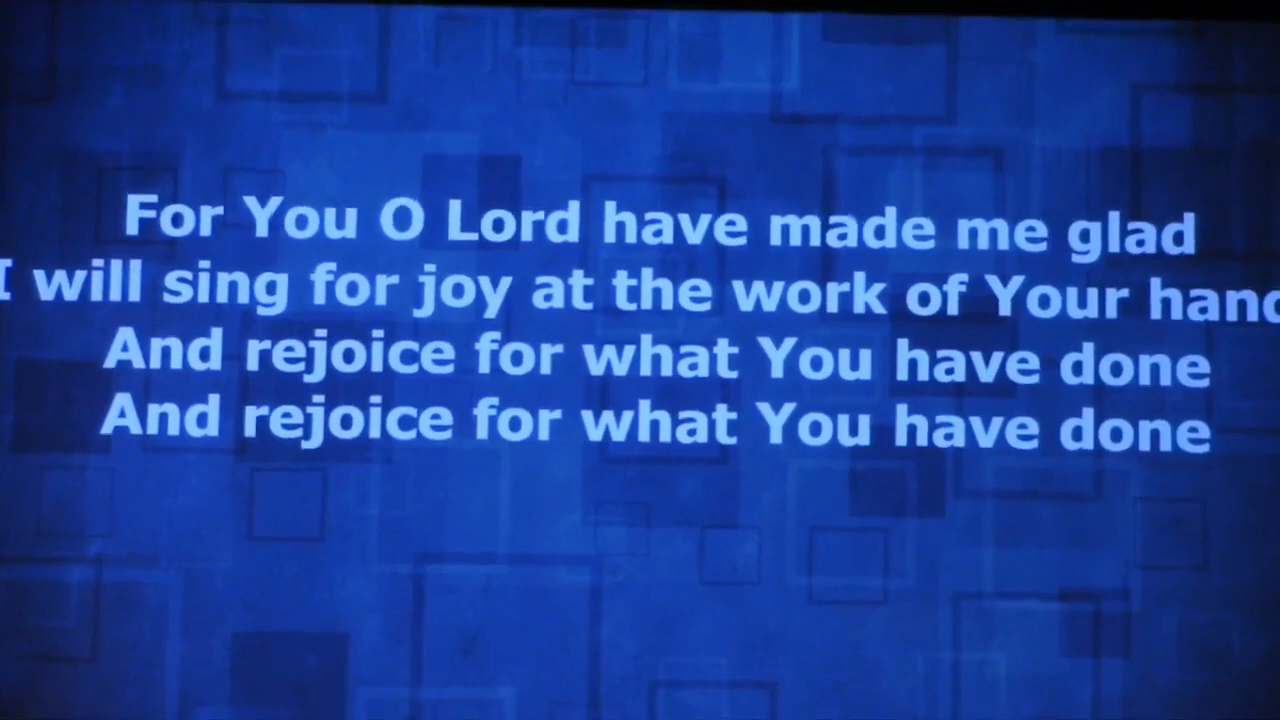 For You O Lord have made me glad
I will sing for joy at the work of Your hand
And rejoice for what You have done
And rejoice for what You have done